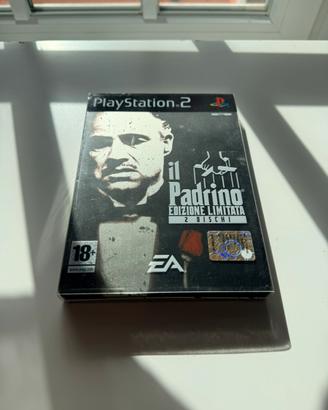 PlayStation.2
il
Padrino
EDIZIONE LIMITATA
2 DISCHI
18+
EA